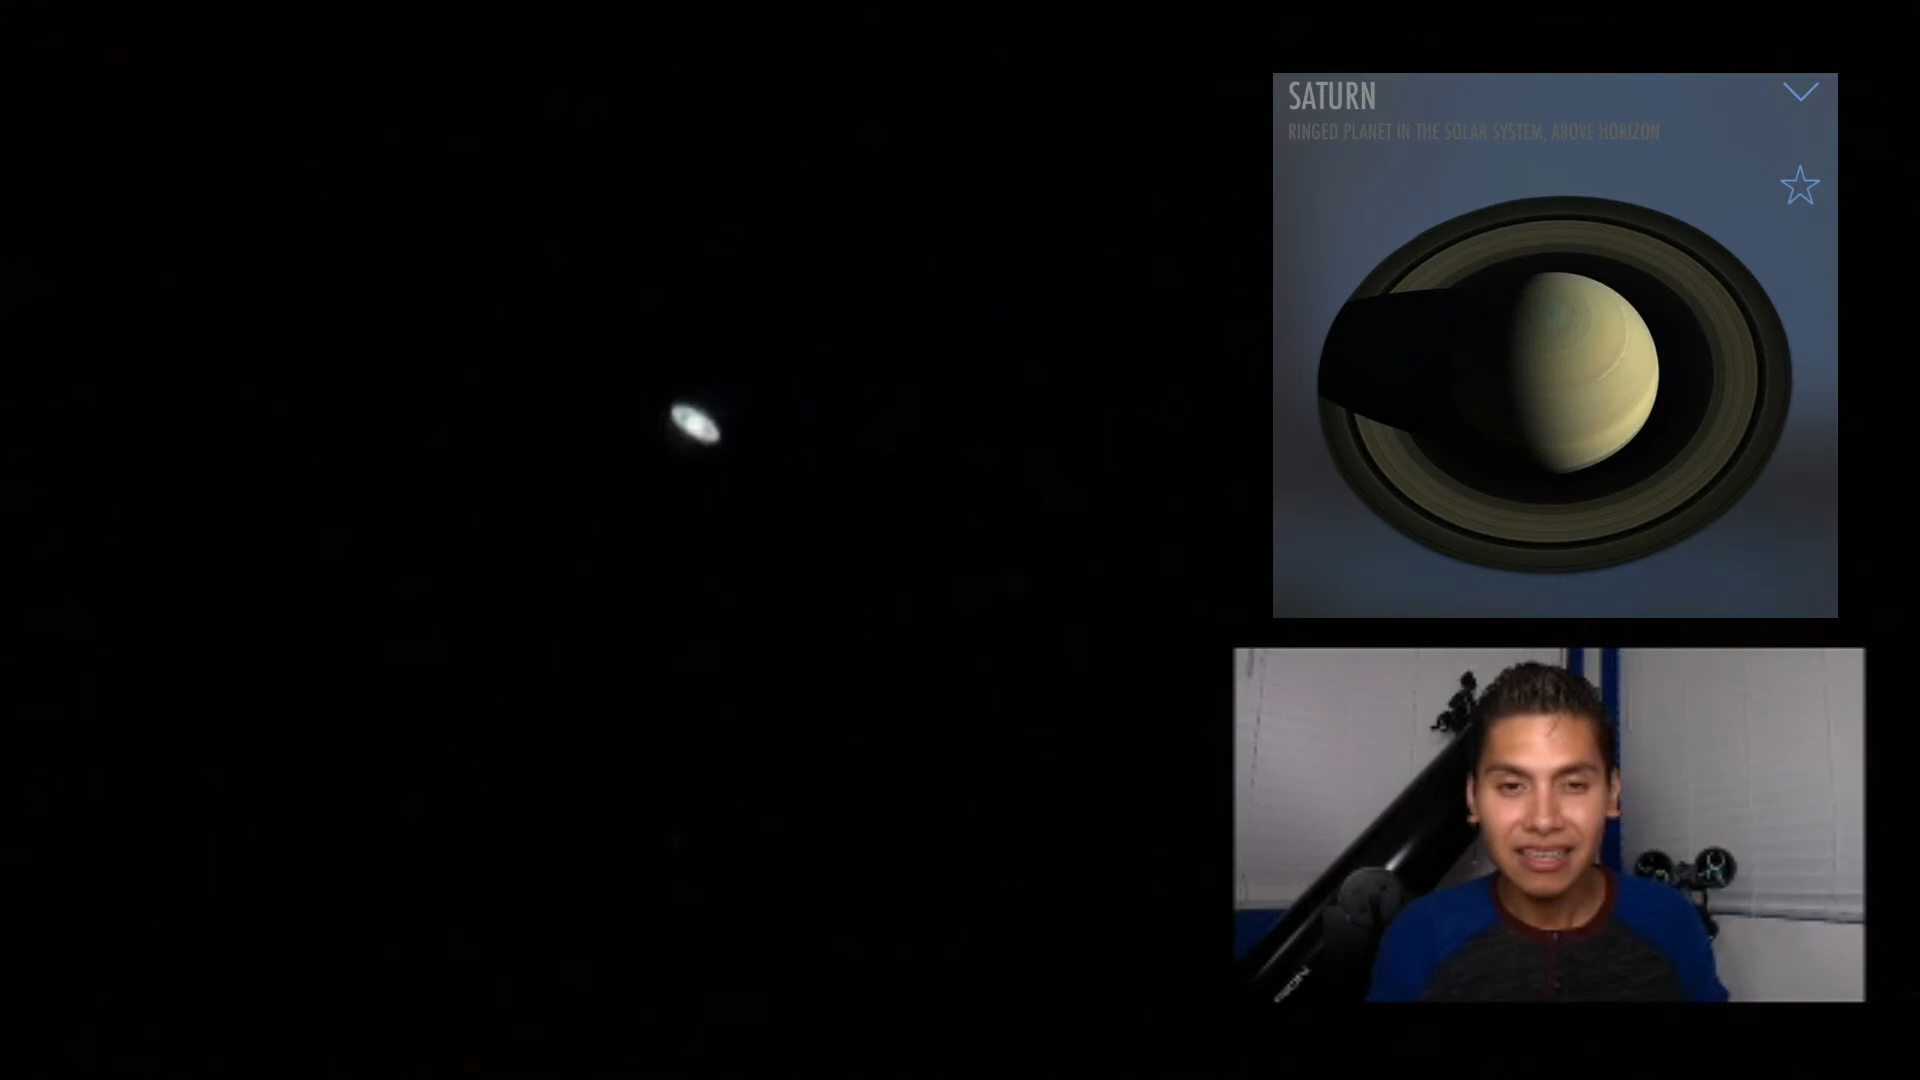 SATURN
RINGED PLANET IN THE SOLAR SYSTEM, ABOVE HORIZON